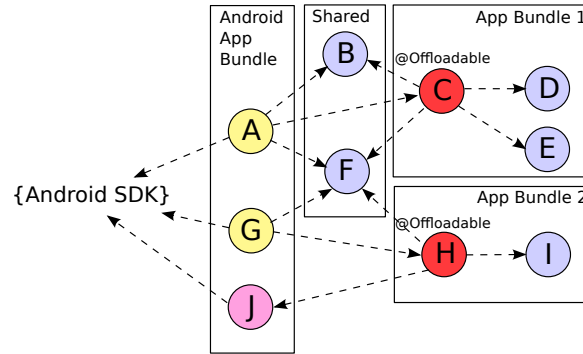 Android
App
Bundle
Shared
App Bundle 1
B
@Offloadable
C
D
A
E
F
{Android SDK}
App Bundle 2
G
@Offloadable
H
I
J